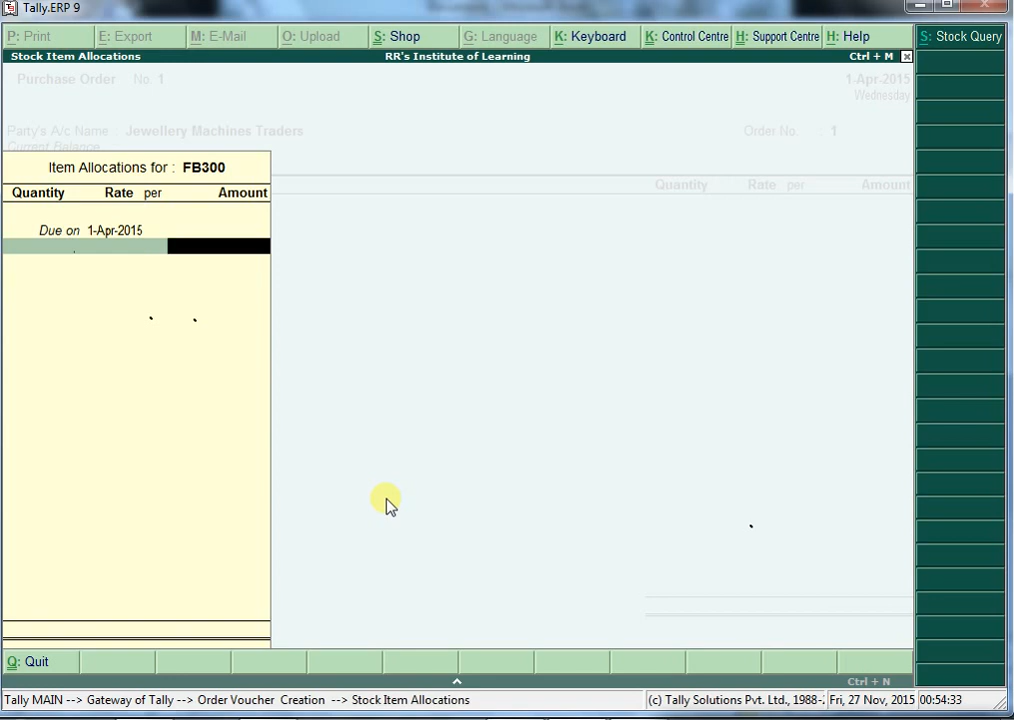 Tally.ERP 9
P: Print E: Export M: E-Mail O: Upload S: Shop G: Language K: Keyboard K: Control Centre H: Support Centre H: Help S: Stock Query
Stock Item Allocations RR's Institute of Learning Ctrl + M
Purchase Order No. 1 1-Apr-2015
Wednesday
Party's A/c Name : Jewellery Machines Traders Order No. : 1
Current Balance :
Item Allocations for : FB300
Quantity Rate per Amount
Quantity Rate per Amount
Due on 1-Apr-2015
Q: Quit
Ctrl + N
Tally MAIN --> Gateway of Tally --> Order Voucher Creation --> Stock Item Allocations (c) Tally Solutions Pvt. Ltd., 1988-2 Fri, 27 Nov, 2015 00:54:33